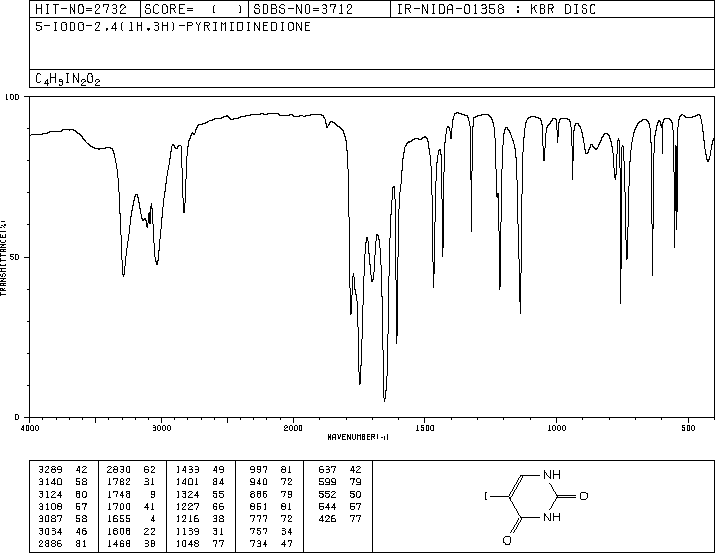 HIT-NO=2732 SCORE= ( ) SDBS-NO=3712 IR-NIDA-01358 : KBR DISC
5-IODO-2,4(1H,3H)-PYRIMIDINEDIONE
C4H3IN2O2
100
50
0
TRANSMITTANCE(%)
4000 3000 2000 1500 1000 500
WAVENUMBER(-1)
3289 42 2830 62 1433 49 997 81 637 42
3140 58 1782 31 1401 84 940 72 599 79
3124 60 1748 9 1324 55 886 79 552 50
3108 57 1700 41 1227 66 851 81 544 57
3087 58 1655 4 1216 38 777 72 426 77
3034 46 1608 22 1139 31 757 34
2886 81 1468 38 1048 77 734 47
NH
I
O
NH
O